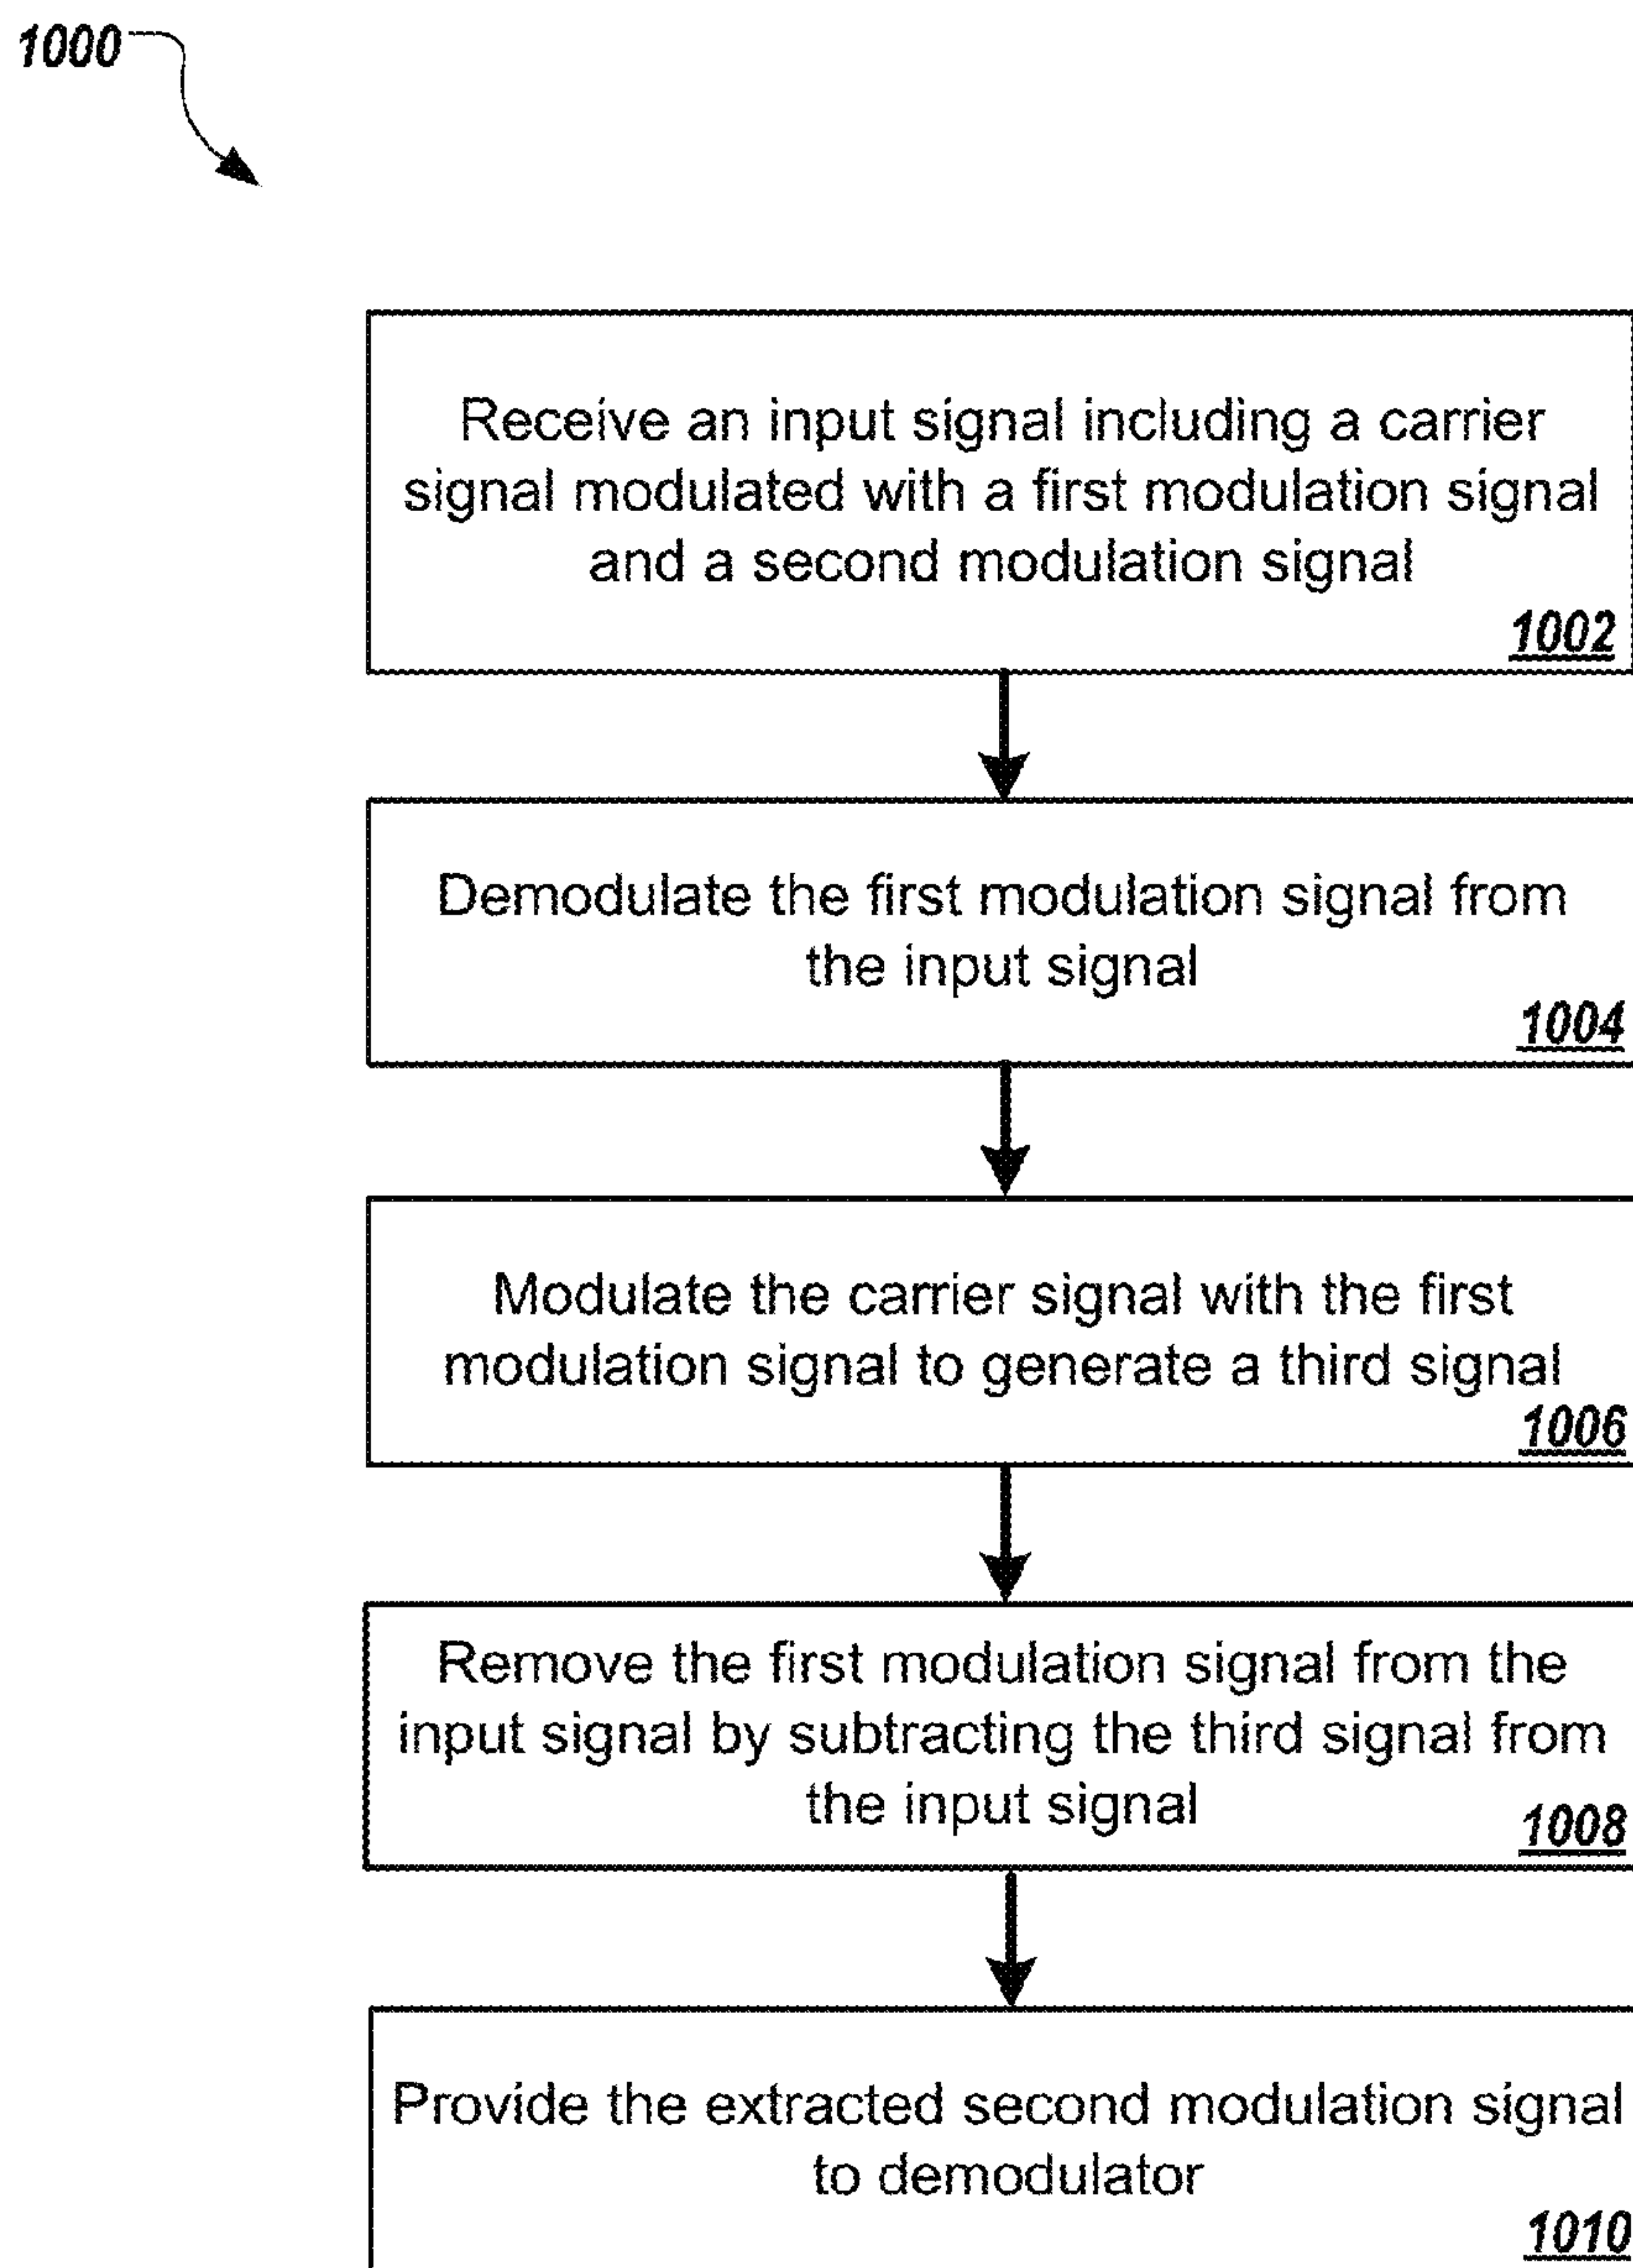 1000
Receive an input signal including a carrier
signal modulated with a first modulation signal
and a second modulation signal
1002
Demodulate the first modulation signal from
the input signal
1004
Modulate the carrier signal with the first
modulation signal to generate a third signal
1006
Remove the first modulation signal from the
input signal by subtracting the third signal from
the input signal
1008
Provide the extracted second modulation signal
to demodulator
1010